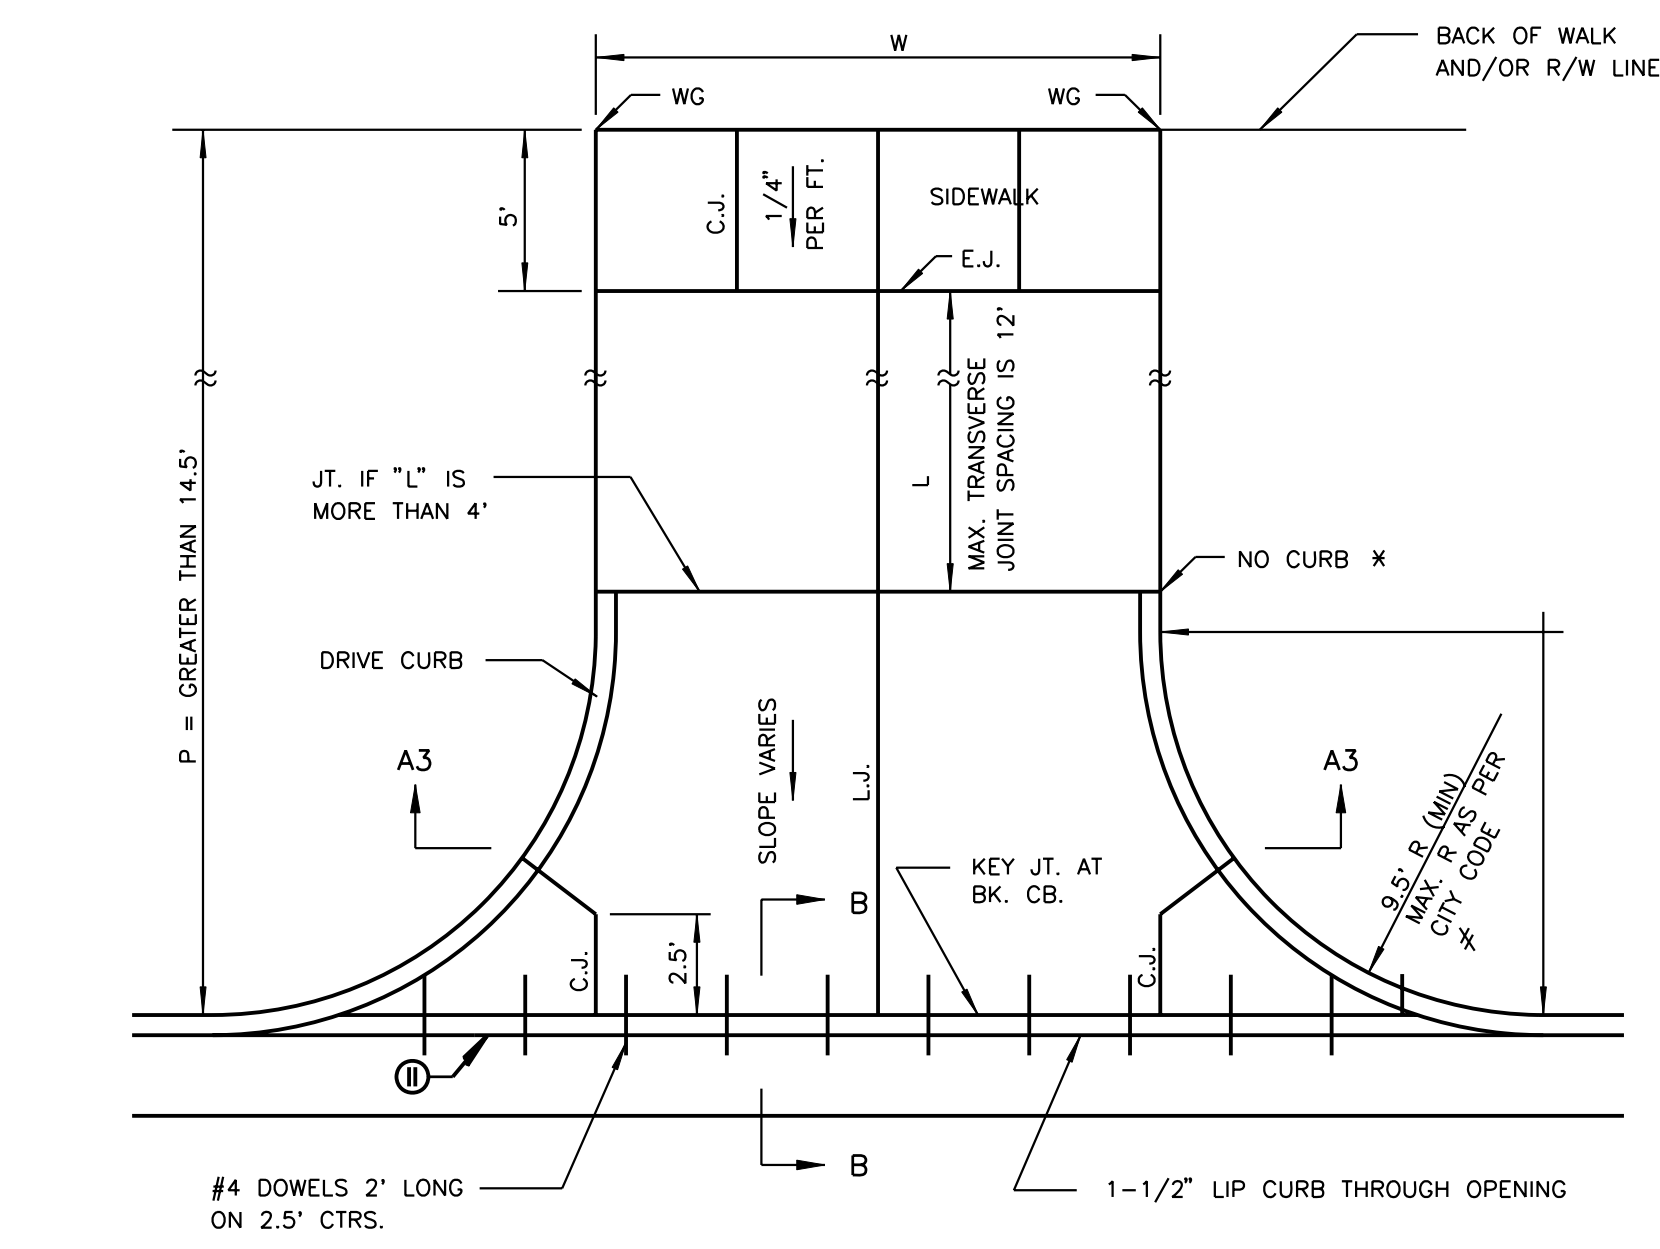 W
BACK OF WALK
AND/OR R/W LINE
WG
WG
5'
C.J.
1/4"
PER FT.
SIDEWALK
E.J.
MAX. TRANSVERSE
JOINT SPACING IS 12'
L
P = GREATER THAN 14.5'
JT. IF "L" IS
MORE THAN 4'
NO CURB *
DRIVE CURB
SLOPE VARIES
L.J.
A3
A3
9.5' R (MIN)
MAX. R AS PER
CITY CODE
*
KEY JT. AT
BK. CB.
B
C.J.
2.5'
C.J.
11
B
#4 DOWELS 2' LONG
ON 2.5' CTRS.
1-1/2" LIP CURB THROUGH OPENING